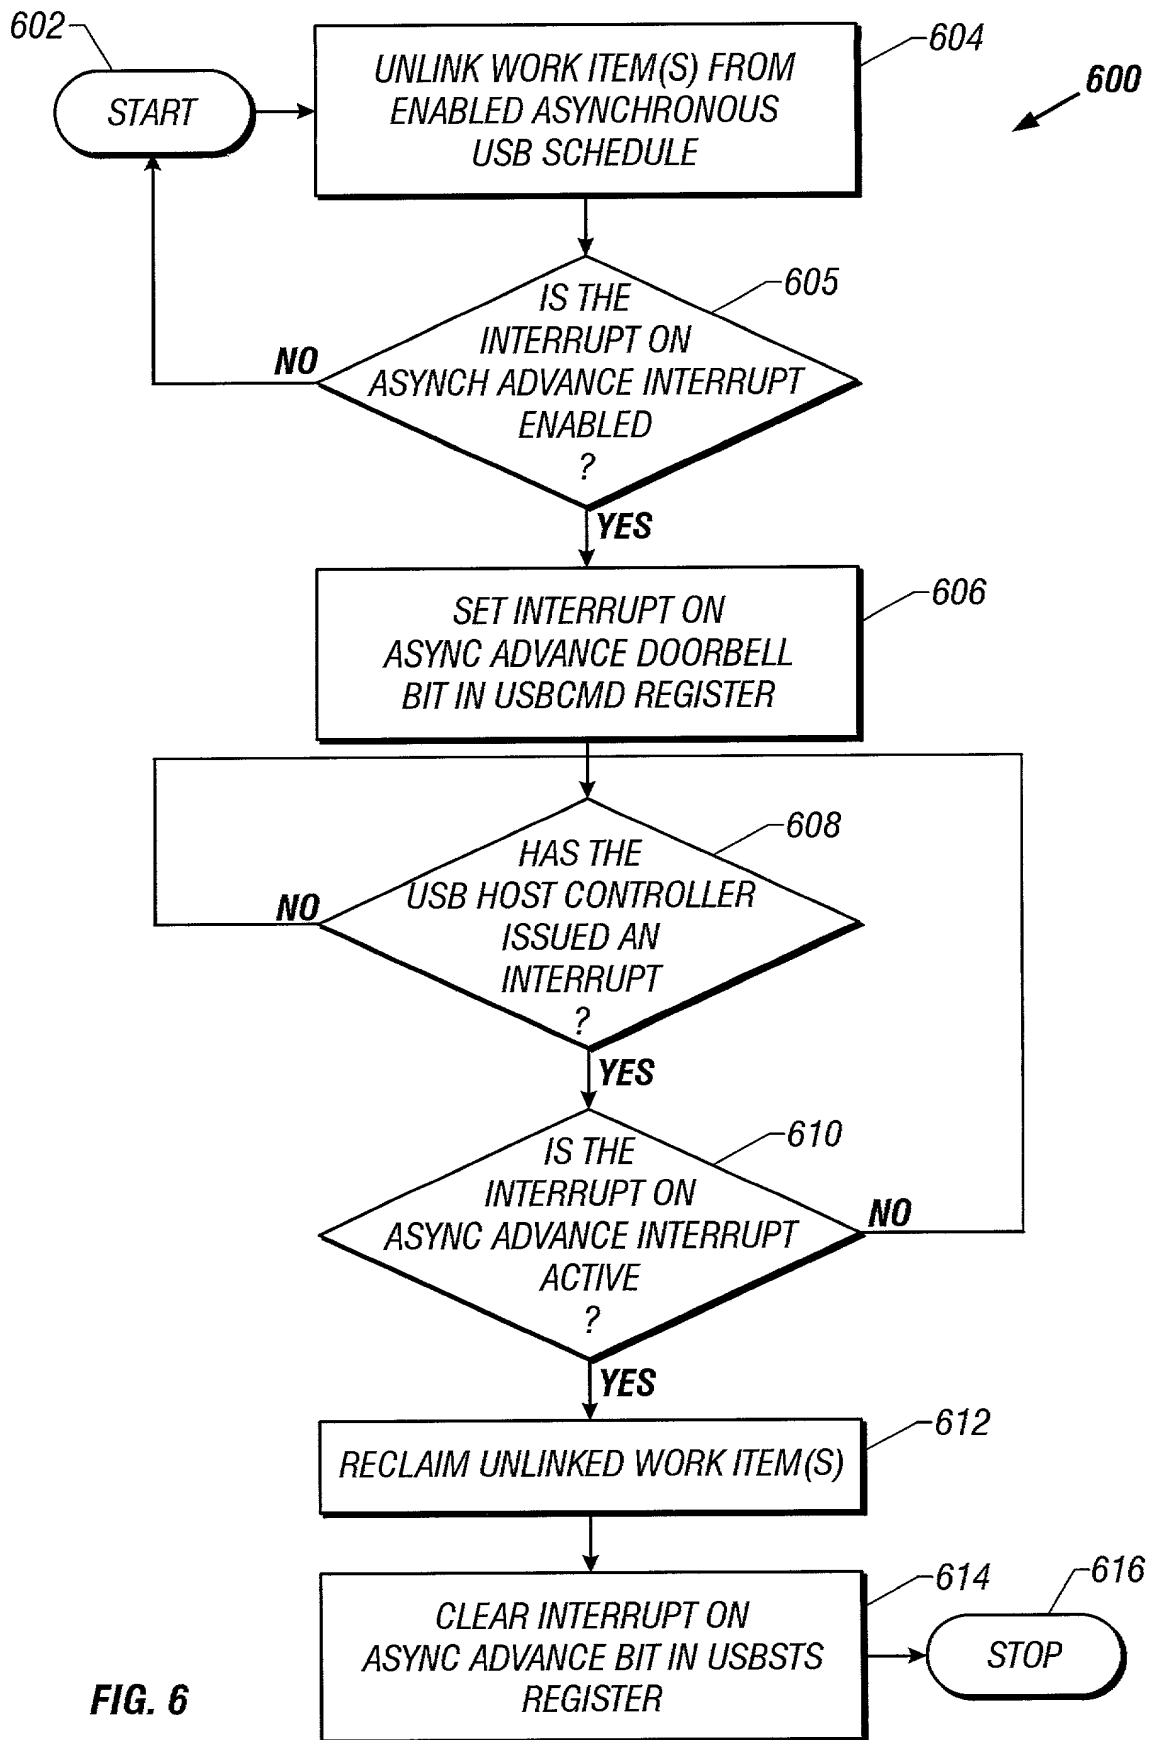 602
START
UNLINK WORK ITEM(S) FROM
ENABLED ASYNCHRONOUS
USB SCHEDULE
604
600
IS THE
INTERRUPT ON
ASYNCH ADVANCE INTERRUPT
ENABLED
?
605
NO
YES
SET INTERRUPT ON
ASYNC ADVANCE DOORBELL
BIT IN USBCMD REGISTER
606
HAS THE
USB HOST CONTROLLER
ISSUED AN
INTERRUPT
?
608
NO
YES
IS THE
INTERRUPT ON
ASYNC ADVANCE INTERRUPT
ACTIVE
?
610
NO
YES
RECLAIM UNLINKED WORK ITEM(S)
612
CLEAR INTERRUPT ON
ASYNC ADVANCE BIT IN USBSTS
REGISTER
614
616
STOP
FIG. 6